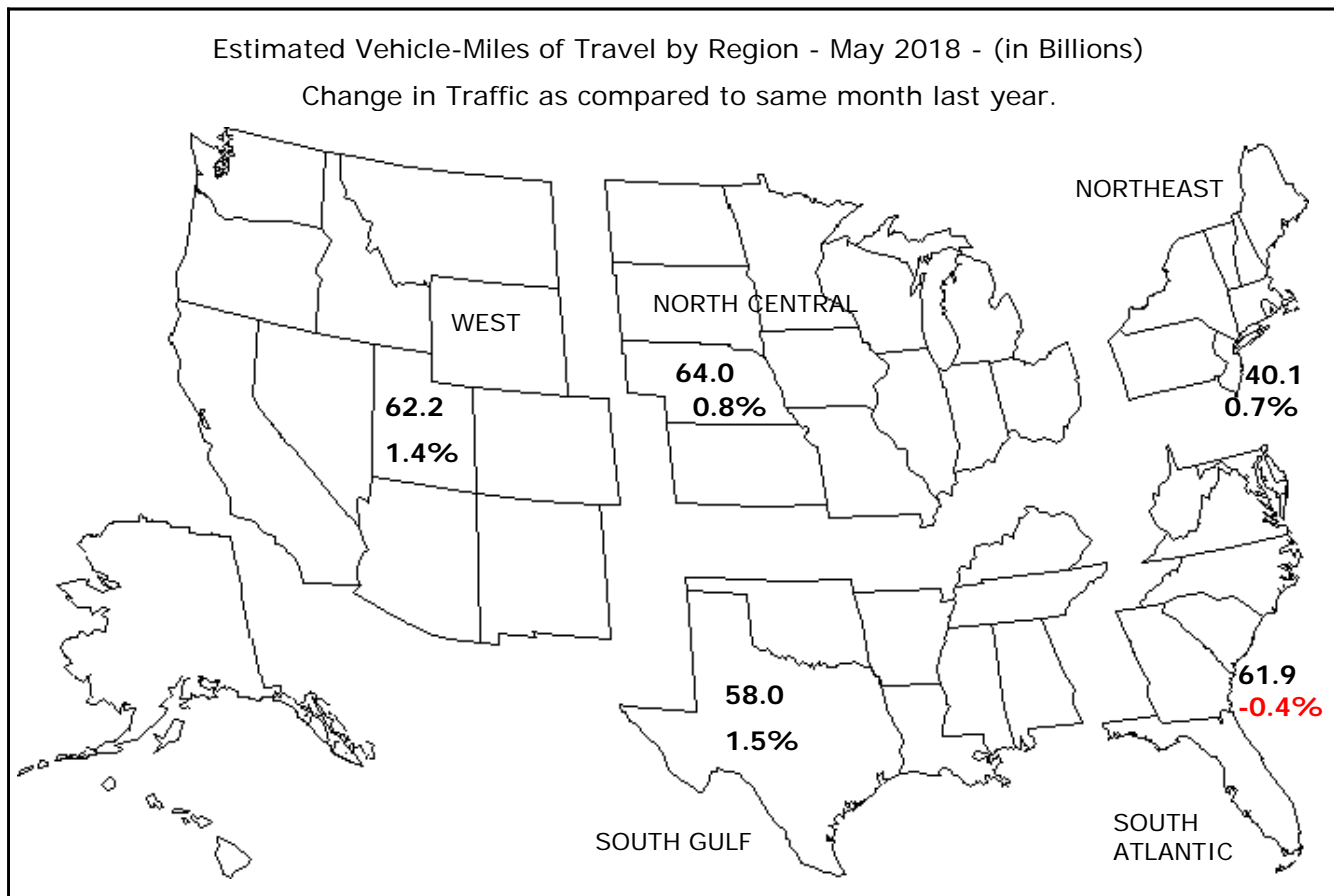 Estimated Vehicle-Miles of Travel by Region - May 2018 - (in Billions)
Change in Traffic as compared to same month last year.
NORTHEAST
40.1
0.7%
NORTH CENTRAL
64.0
0.8%
WEST
62.2
1.4%
58.0
1.5%
SOUTH GULF
61.9
-0.4%
SOUTH
ATLANTIC